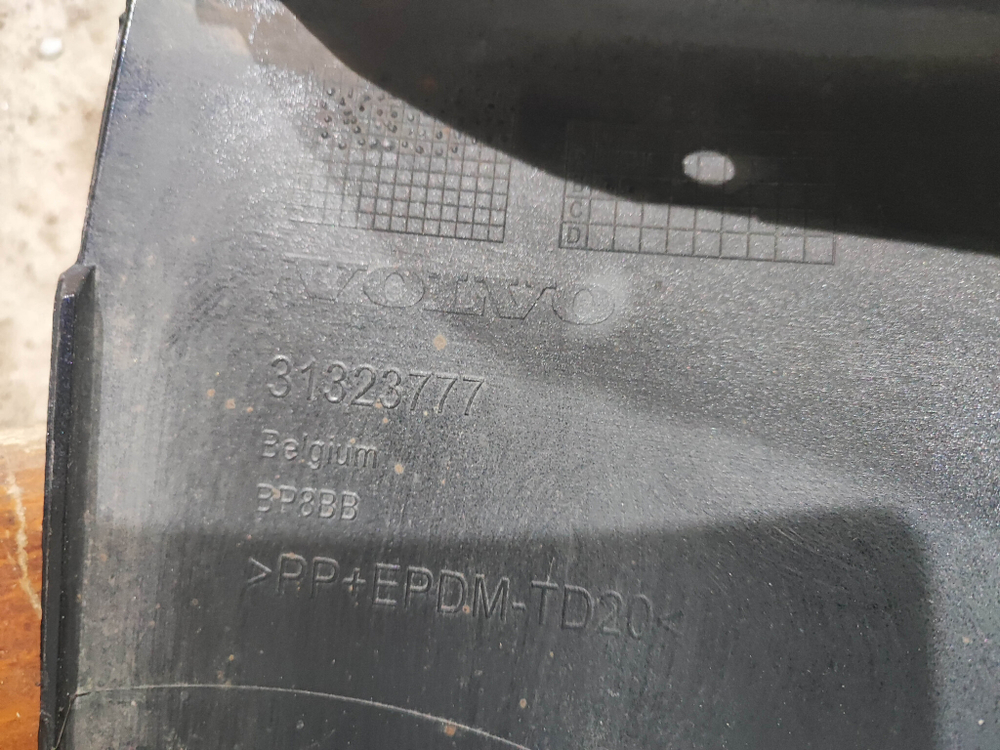 C
D
VOLVO
31323777
Belgium
BP8BB
>PP+EPDM-TD20<